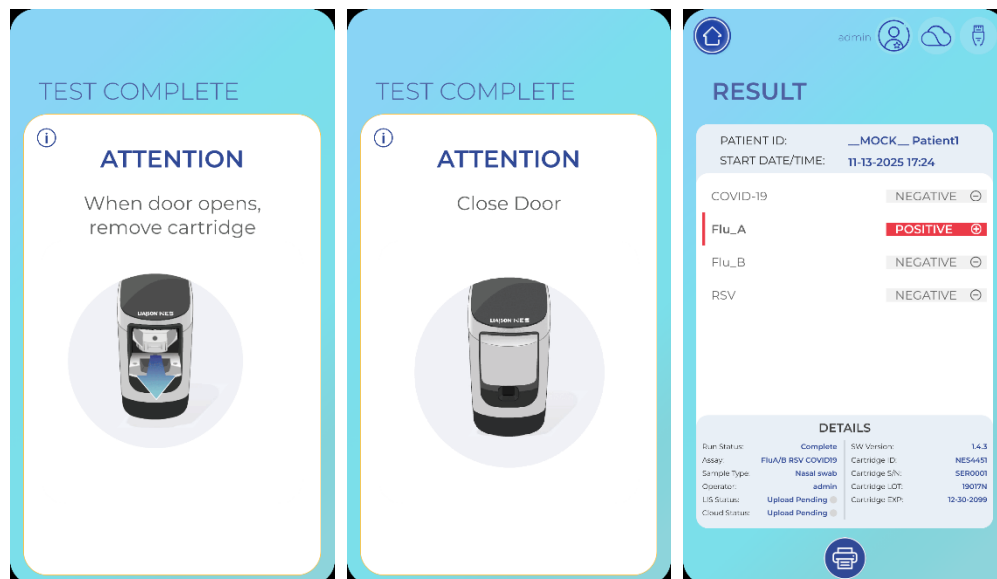 TEST COMPLETE
ATTENTION
When door opens,
remove cartridge
LIAISON NES
TEST COMPLETE
ATTENTION
Close Door
LIAISON NES
admin
RESULT
PATIENT ID: __MOCK__ Patient1
START DATE/TIME: 11-13-2025 17:24
COVID-19 NEGATIVE
Flu_A POSITIVE
Flu_B NEGATIVE
RSV NEGATIVE
DETAILS
Run Status: Complete
Assay: FluA/B RSV COVID19
Sample Type: Nasal swab
Operator: admin
LIS Status: Upload Pending
Cloud Status: Upload Pending
SW Version: 1.4.3
Cartridge ID: NES4451
Cartridge S/N: SER0001
Cartridge LOT: 19017N
Cartridge EXP: 12-30-2099